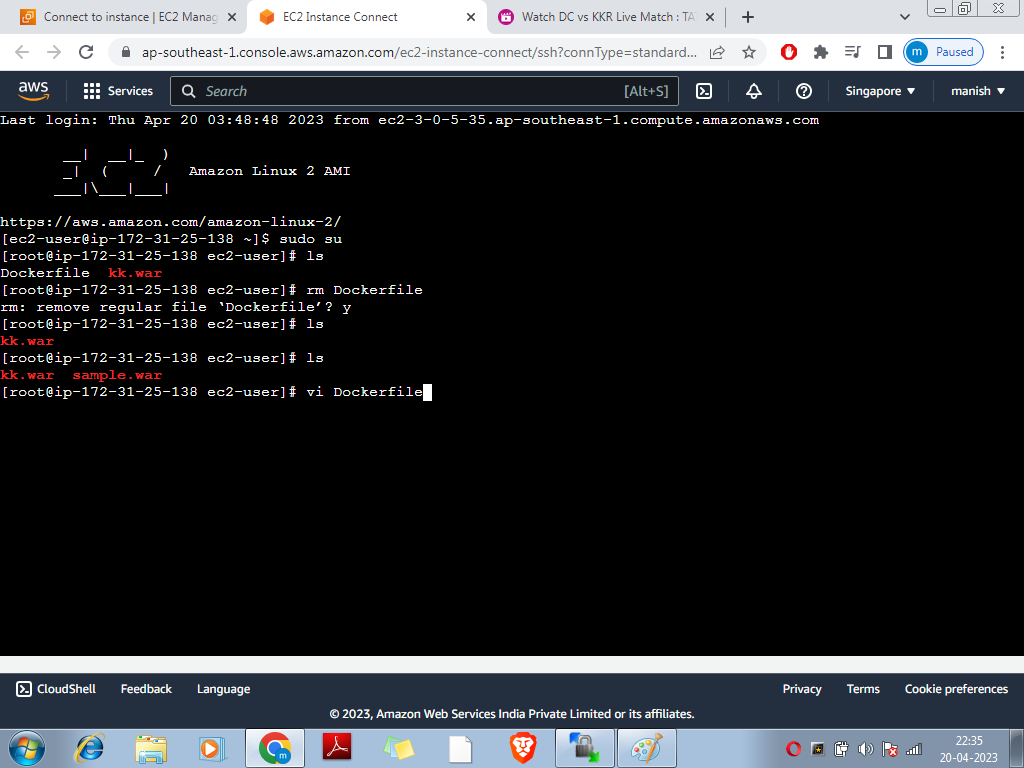 Connect to instance | EC2 Manag
EC2 Instance Connect
Watch DC vs KKR Live Match : TA
ap-southeast-1.console.aws.amazon.com/ec2-instance-connect/ssh?connType=standard...
m Paused
aws
Services
Search
[Alt+S]
Singapore
manish
Last login: Thu Apr 20 03:48:48 2023 from ec2-3-0-5-35.ap-southeast-1.compute.amazonaws.com
       __|  __|_  )
       _|  (     /   Amazon Linux 2 AMI
      ___|\___|___|
https://aws.amazon.com/amazon-linux-2/
[ec2-user@ip-172-31-25-138 ~]$ sudo su
[root@ip-172-31-25-138 ec2-user]# ls
Dockerfile  kk.war
[root@ip-172-31-25-138 ec2-user]# rm Dockerfile
rm: remove regular file ‘Dockerfile’? y
[root@ip-172-31-25-138 ec2-user]# ls
kk.war
[root@ip-172-31-25-138 ec2-user]# ls
kk.war  sample.war
[root@ip-172-31-25-138 ec2-user]# vi Dockerfile
CloudShell
Feedback
Language
Privacy
Terms
Cookie preferences
© 2023, Amazon Web Services India Private Limited or its affiliates.
m
22:35
20-04-2023